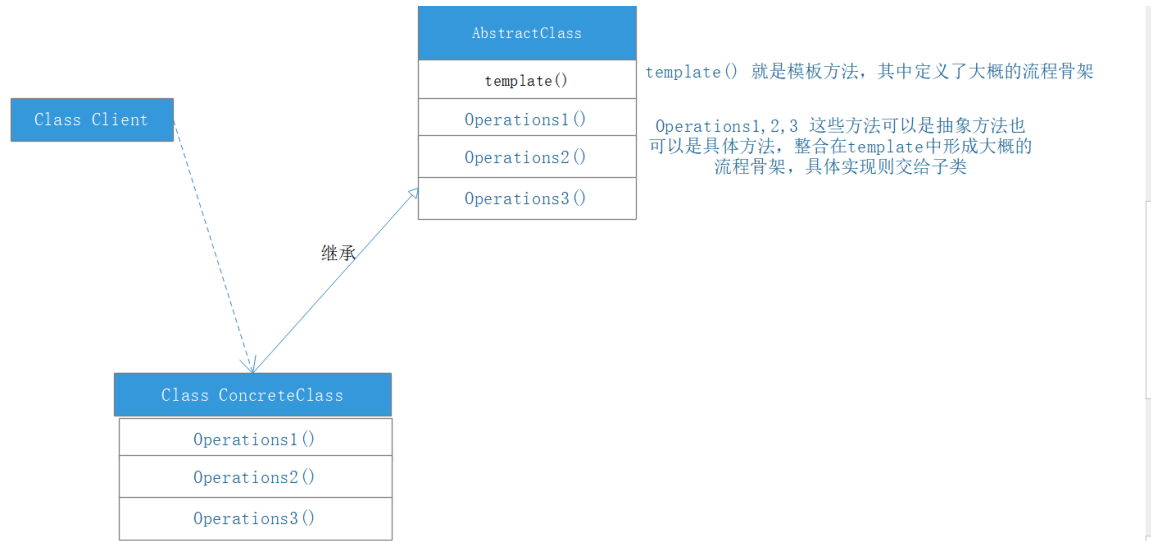 AbstractClass
template()
Operations1()
Operations2()
Operations3()
template() 就是模板方法，其中定义了大概的流程骨架
Operations1,2,3 这些方法可以是抽象方法也
可以是具体方法，整合在template中形成大概的
流程骨架，具体实现则交给子类
Class Client
继承
Class ConcreteClass
Operations1()
Operations2()
Operations3()